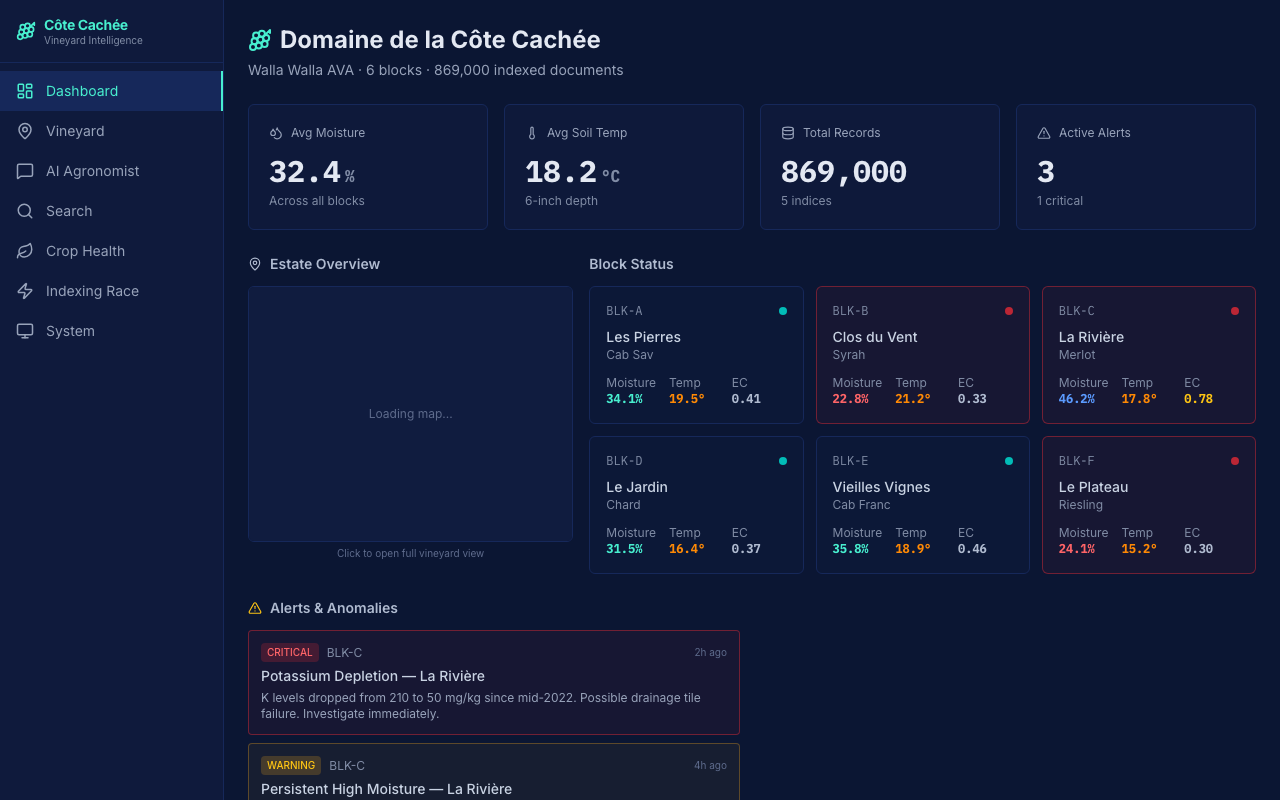 Côte Cachée
Vineyard Intelligence
Dashboard
Vineyard
AI Agronomist
Search
Crop Health
Indexing Race
System
Domaine de la Côte Cachée
Walla Walla AVA · 6 blocks · 869,000 indexed documents
Avg Moisture
32.4%
Across all blocks
Avg Soil Temp
18.2°C
6-inch depth
Total Records
869,000
5 indices
Active Alerts
3
1 critical
Estate Overview
Loading map...
Click to open full vineyard view
Block Status
BLK-A
Les Pierres
Cab Sav
Moisture Temp EC
34.1% 19.5° 0.41
BLK-B
Clos du Vent
Syrah
Moisture Temp EC
22.8% 21.2° 0.33
BLK-C
La Rivière
Merlot
Moisture Temp EC
46.2% 17.8° 0.78
BLK-D
Le Jardin
Chard
Moisture Temp EC
31.5% 16.4° 0.37
BLK-E
Vieilles Vignes
Cab Franc
Moisture Temp EC
35.8% 18.9° 0.46
BLK-F
Le Plateau
Riesling
Moisture Temp EC
24.1% 15.2° 0.30
Alerts & Anomalies
CRITICAL BLK-C 2h ago
Potassium Depletion — La Rivière
K levels dropped from 210 to 50 mg/kg since mid-2022. Possible drainage tile
failure. Investigate immediately.
WARNING BLK-C 4h ago
Persistent High Moisture — La Rivière